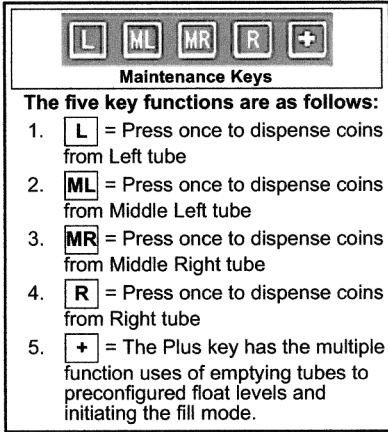 L ML MR R +
Maintenance Keys
The five key functions are as follows:
1. L = Press once to dispense coins
from Left tube
2. ML = Press once to dispense coins
from Middle Left tube
3. MR = Press once to dispense coins
from Middle Right tube
4. R = Press once to dispense coins
from Right tube
5. + = The Plus key has the multiple
function uses of emptying tubes to
preconfigured float levels and
initiating the fill mode.